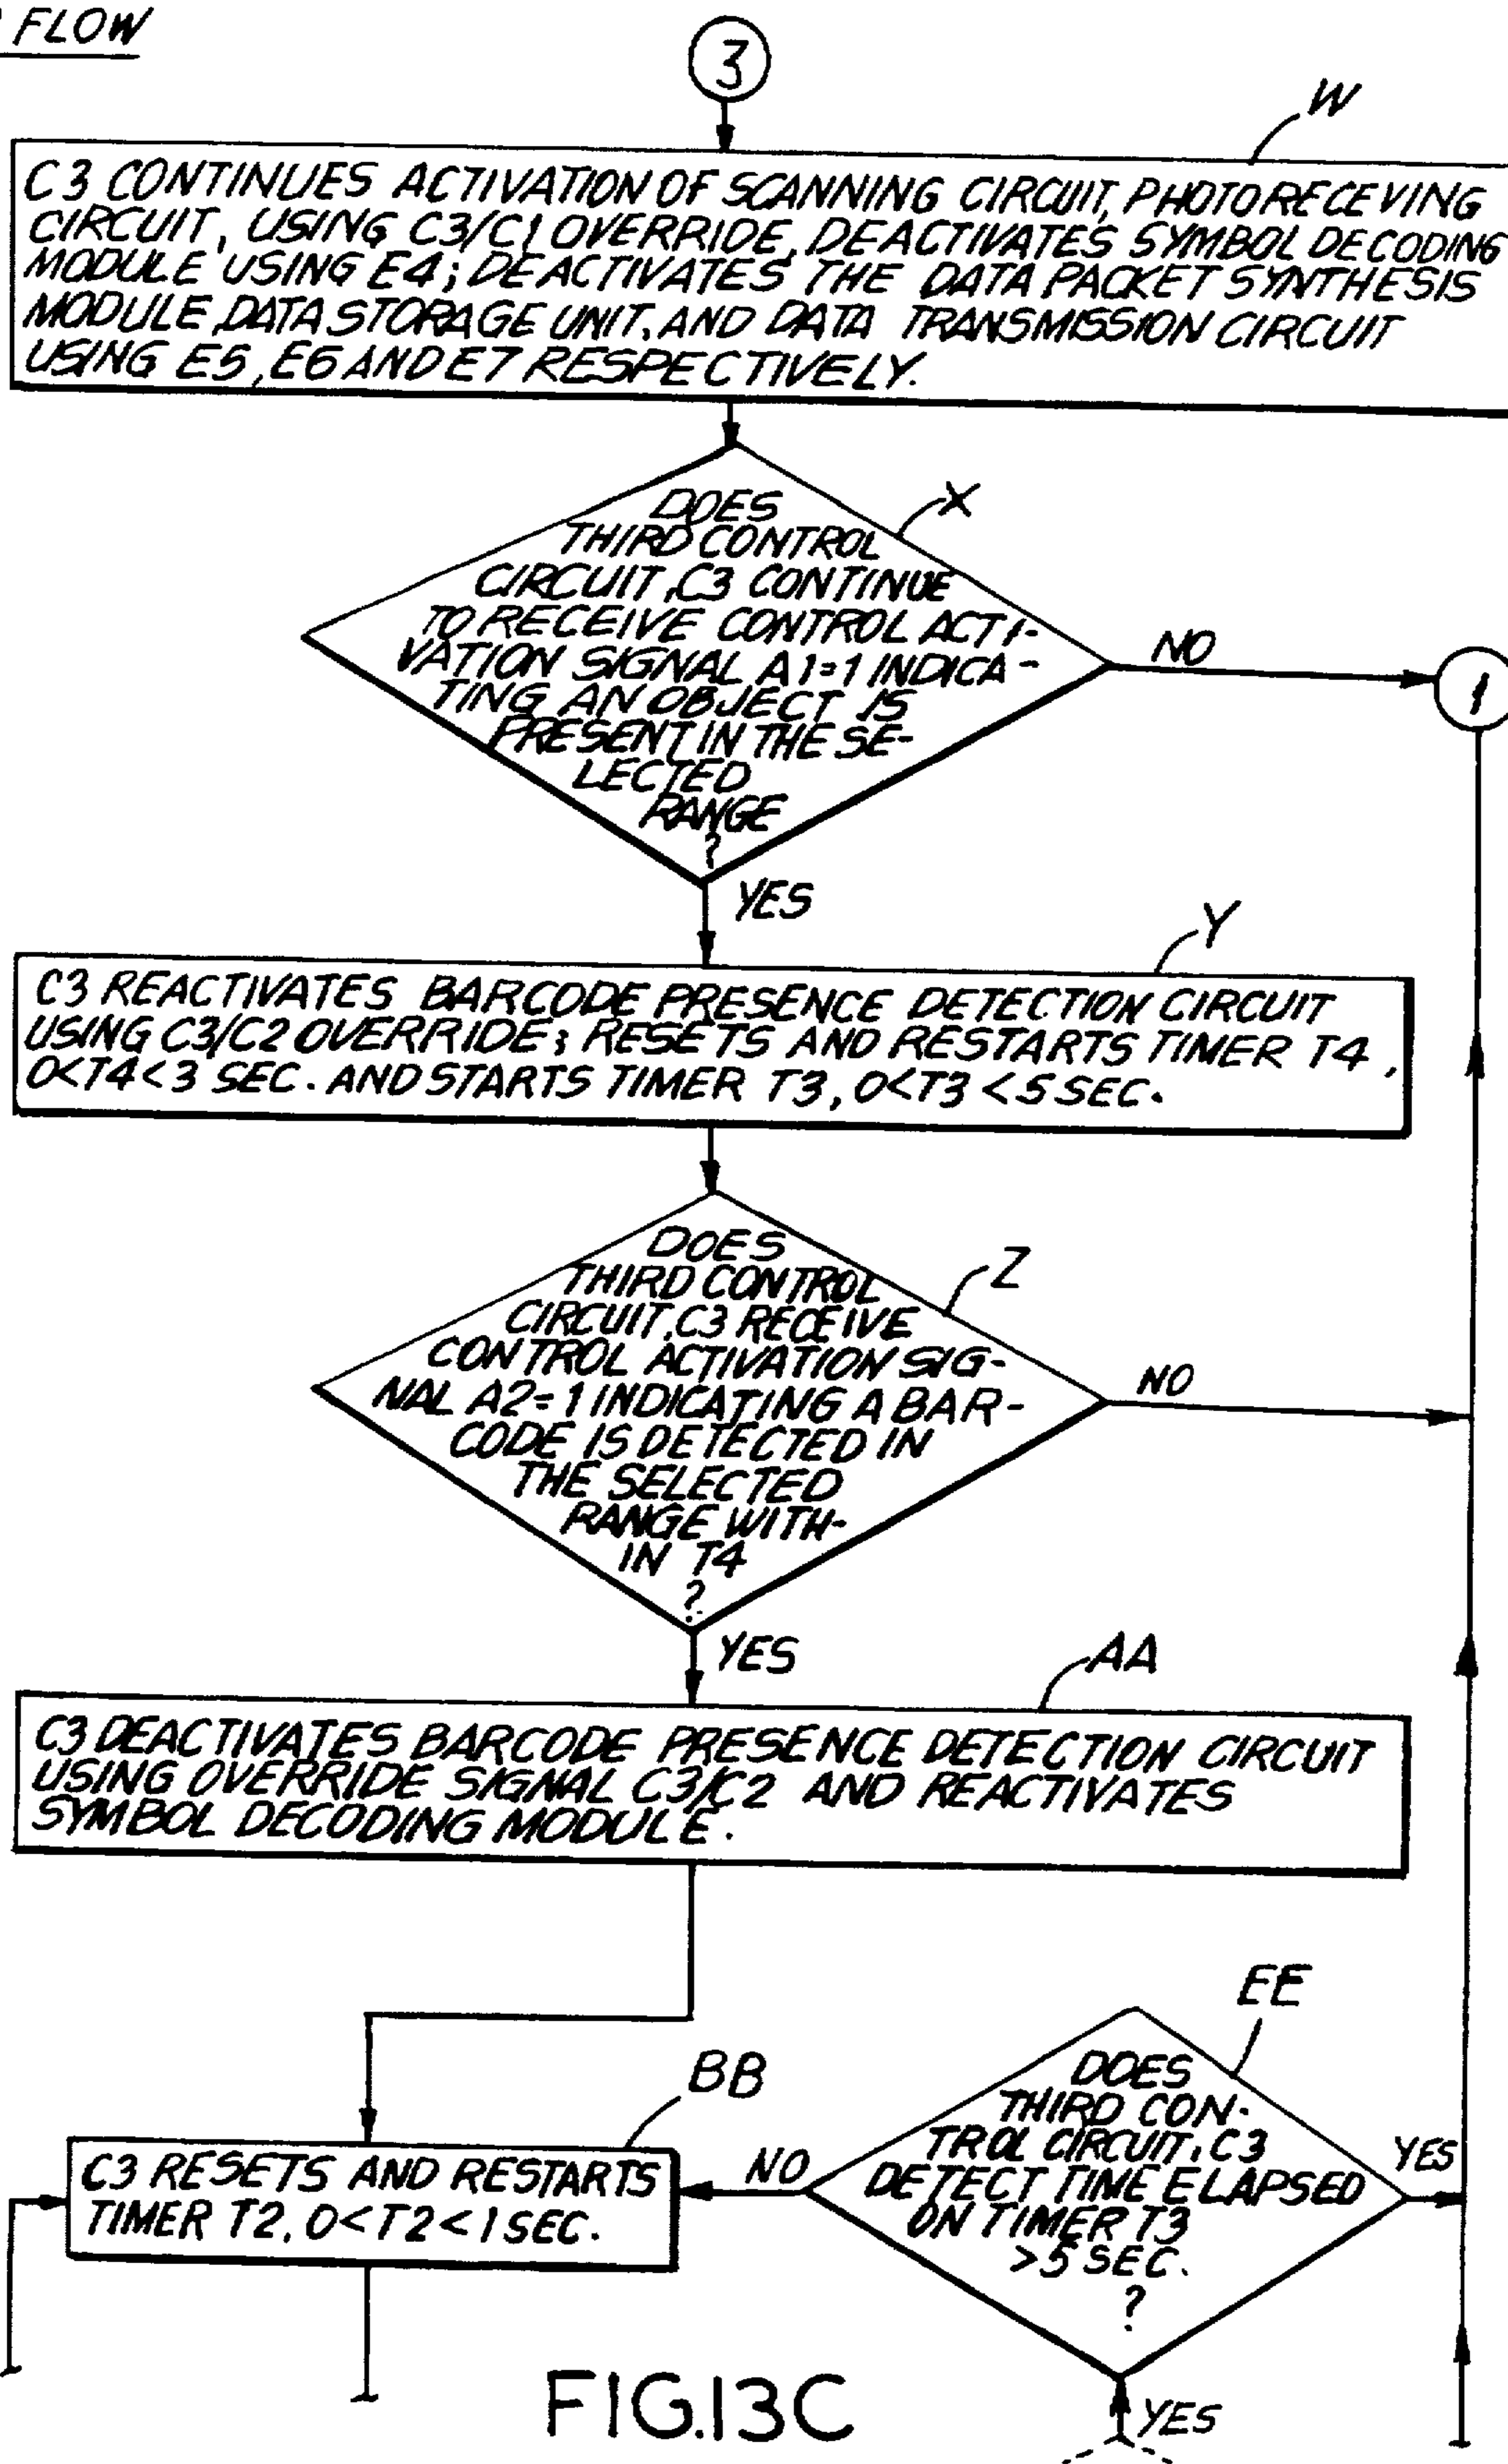 FLOW
3
W
C3 CONTINUES ACTIVATION OF SCANNING CIRCUIT, PHOTORECEVING
CIRCUIT, USING C3/C1 OVERRIDE, DEACTIVATES SYMBOL DECODING
MODULE USING E4; DEACTIVATES THE DATA PACKET SYNTHESIS
MODULE, DATA STORAGE UNIT, AND DATA TRANSMISSION CIRCUIT
USING E5, E6 AND E7 RESPECTIVELY.
X
DOES
THIRD CONTROL
CIRCUIT, C3 CONTINUE
TO RECEIVE CONTROL ACTI-
VATION SIGNAL A1=1 INDICA-
TING AN OBJECT IS
PRESENT IN THE SE-
LECTED
RANGE
?
NO
1
YES
Y
C3 REACTIVATES BARCODE PRESENCE DETECTION CIRCUIT
USING C3/C2 OVERRIDE; RESETS AND RESTARTS TIMER T4,
0<T4<3 SEC. AND STARTS TIMER T3, 0<T3<5 SEC.
Z
DOES
THIRD CONTROL
CIRCUIT, C3 RECEIVE
CONTROL ACTIVATION SIG-
NAL A2=1 INDICATING A BAR-
CODE IS DETECTED IN
THE SELECTED
RANGE WITH-
IN T4
?
NO
YES
AA
C3 DEACTIVATES BARCODE PRESENCE DETECTION CIRCUIT
USING OVERRIDE SIGNAL C3/C2 AND REACTIVATES
SYMBOL DECODING MODULE.
EE
DOES
THIRD CON-
TROL CIRCUIT, C3
DETECT TIME ELAPSED
ON TIMER T3
>5 SEC.
?
YES
NO
BB
C3 RESETS AND RESTARTS
TIMER T2, 0<T2<1 SEC.
YES
FIG.13C